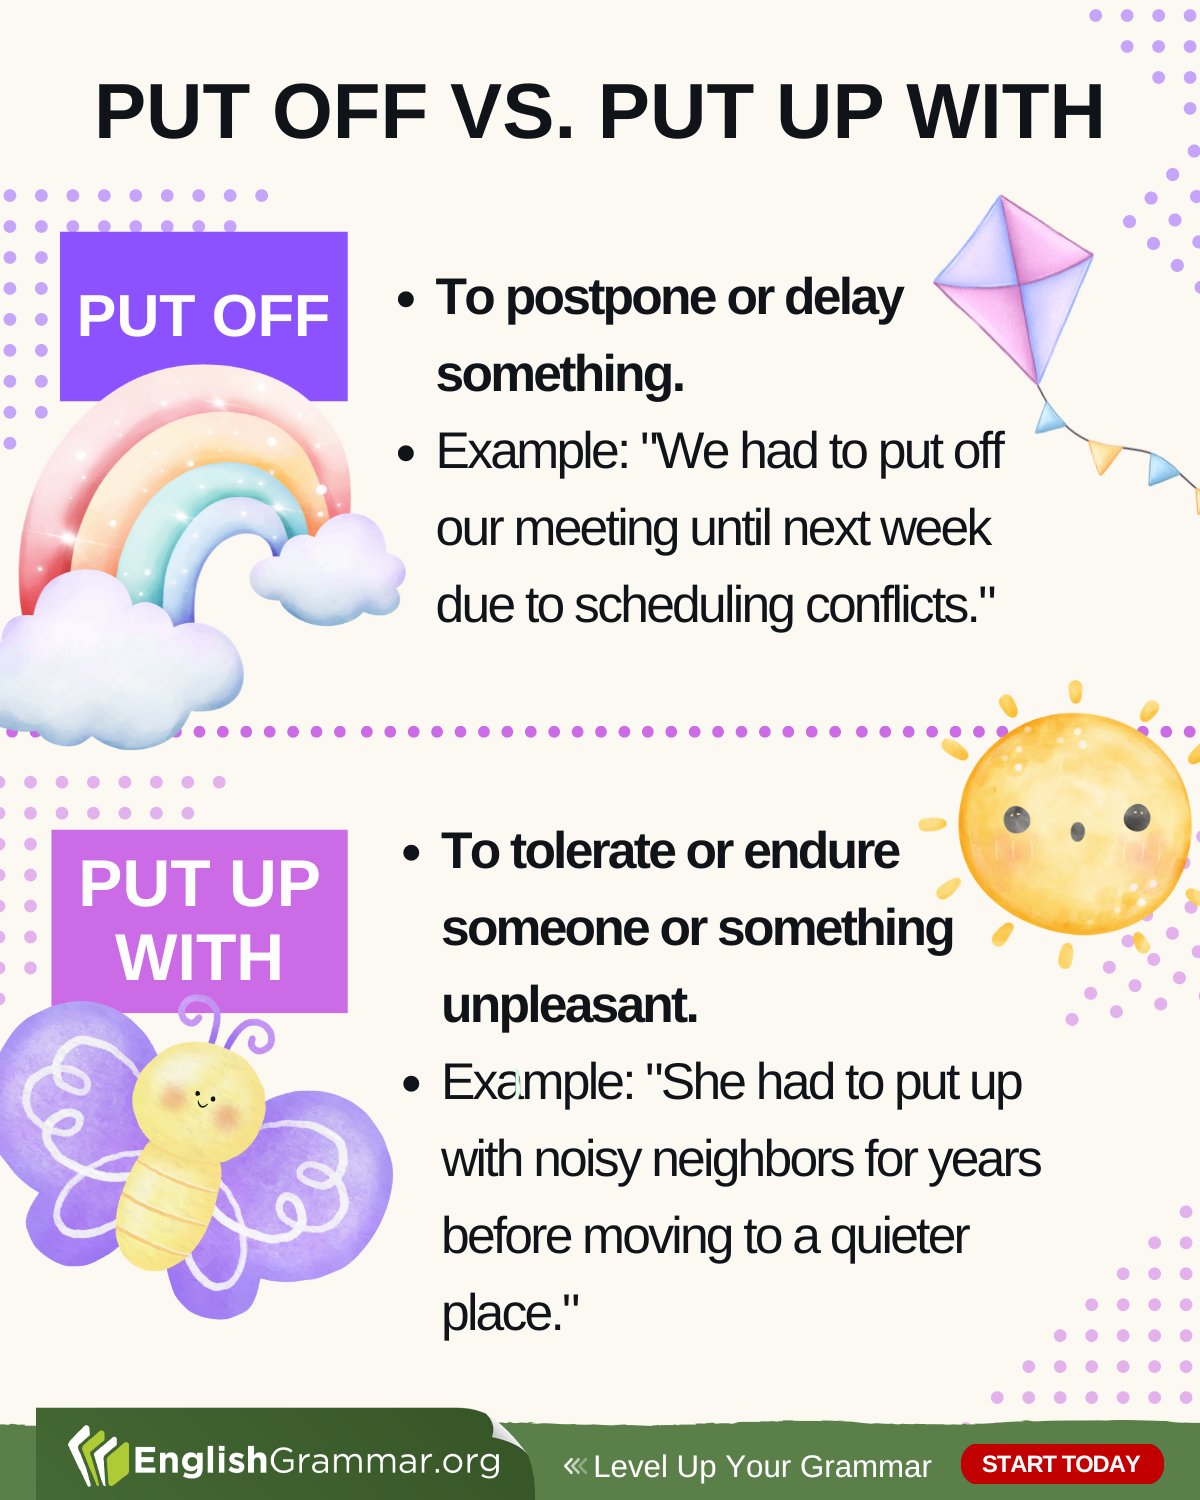 PUT OFF VS. PUT UP WITH
PUT OFF
• To postpone or delay
something.
• Example: "We had to put off
our meeting until next week
due to scheduling conflicts."
PUT UP
WITH
• To tolerate or endure
someone or something
unpleasant.
• Example: "She had to put up
with noisy neighbors for years
before moving to a quieter
place."
EnglishGrammar.org
Level Up Your Grammar
START TODAY